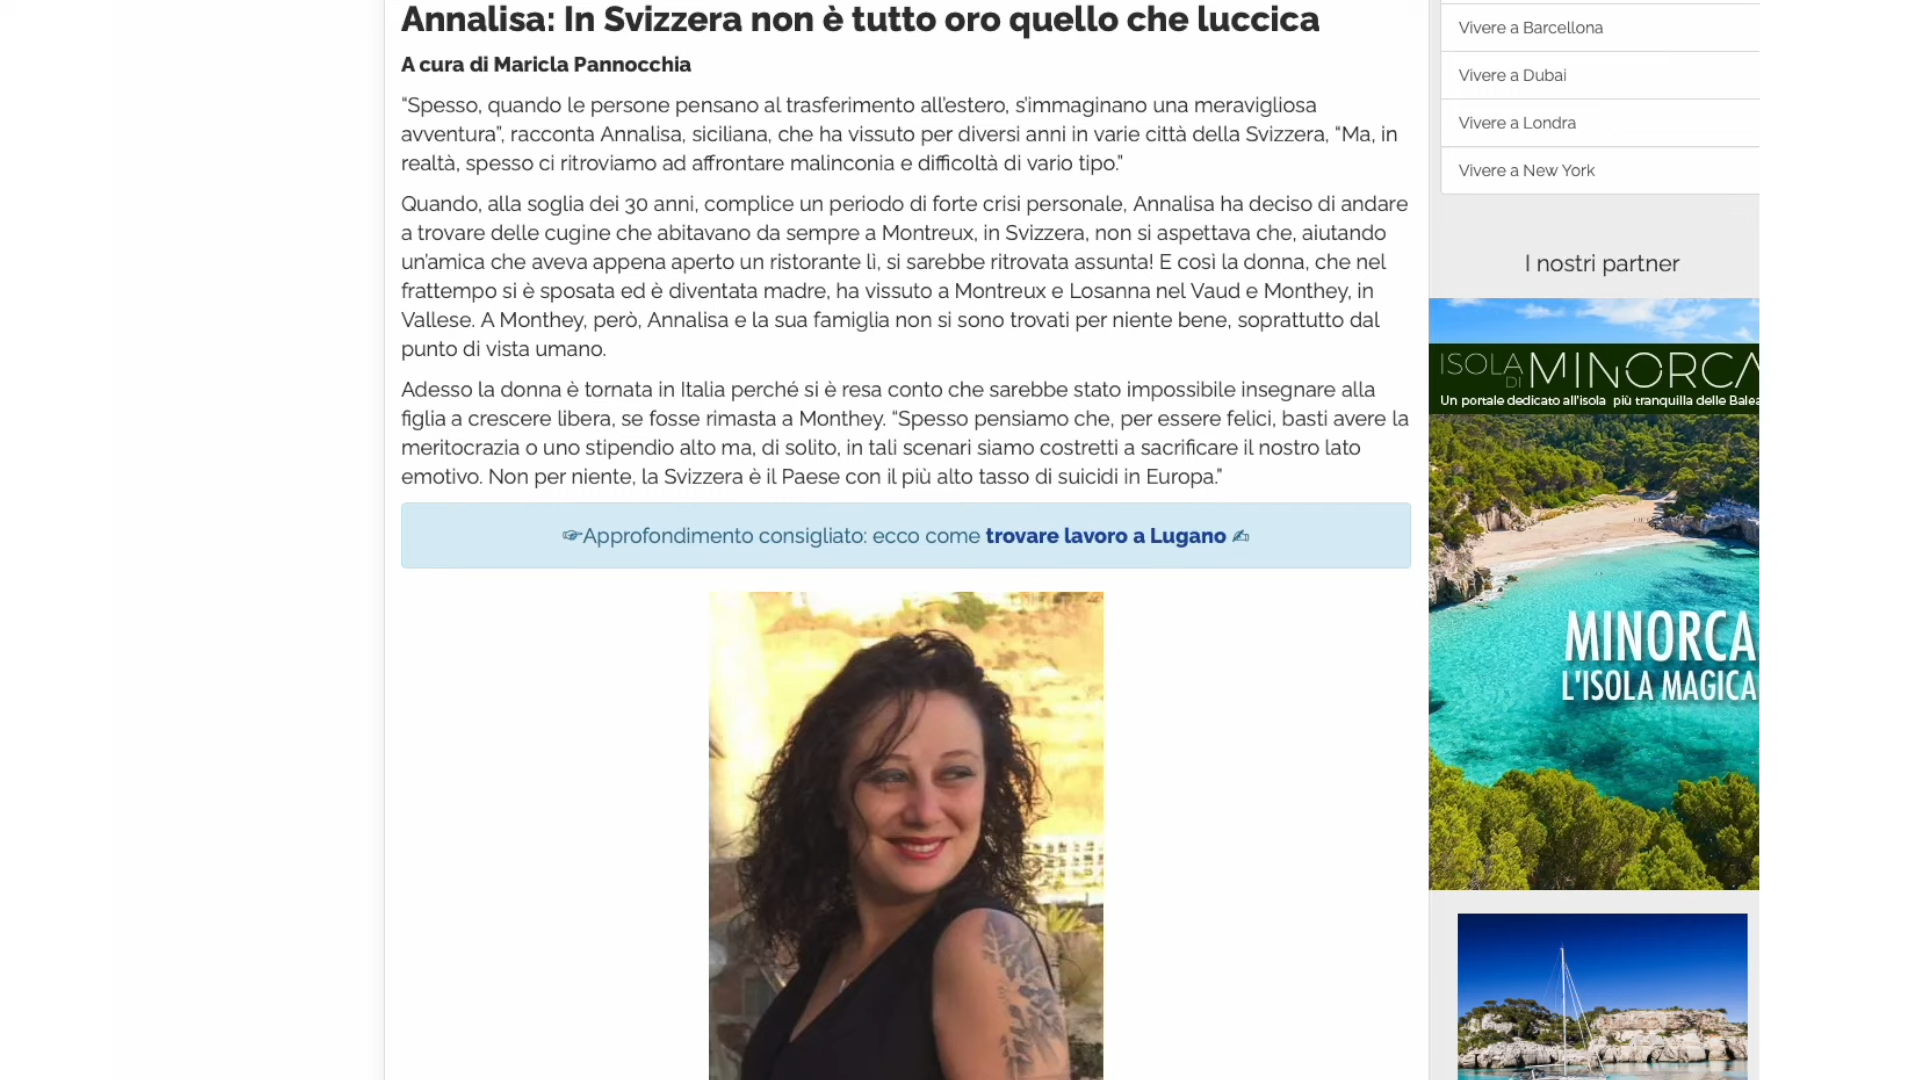 Annalisa: In Svizzera non è tutto oro quello che luccica
A cura di Maricla Pannocchia
“Spesso, quando le persone pensano al trasferimento all’estero, s’immaginano una meravigliosa
avventura”, racconta Annalisa, siciliana, che ha vissuto per diversi anni in varie città della Svizzera, “Ma, in
realtà, spesso ci ritroviamo ad affrontare malinconia e difficoltà di vario tipo.”
Quando, alla soglia dei 30 anni, complice un periodo di forte crisi personale, Annalisa ha deciso di andare
a trovare delle cugine che abitavano da sempre a Montreux, in Svizzera, non si aspettava che, aiutando
un’amica che aveva appena aperto un ristorante lì, si sarebbe ritrovata assunta! E così la donna, che nel
frattempo si è sposata ed è diventata madre, ha vissuto a Montreux e Losanna nel Vaud e Monthey, in
Vallese. A Monthey, però, Annalisa e la sua famiglia non si sono trovati per niente bene, soprattutto dal
punto di vista umano.
Adesso la donna è tornata in Italia perché si è resa conto che sarebbe stato impossibile insegnare alla
figlia a crescere libera, se fosse rimasta a Monthey. “Spesso pensiamo che, per essere felici, basti avere la
meritocrazia o uno stipendio alto ma, di solito, in tali scenari siamo costretti a sacrificare il nostro lato
emotivo. Non per niente, la Svizzera è il Paese con il più alto tasso di suicidi in Europa.”
☞Approfondimento consigliato: ecco come trovare lavoro a Lugano ✍
Vivere a Barcellona
Vivere a Dubai
Vivere a Londra
Vivere a New York
I nostri partner
ISOLA DI MINORCA
Un portale dedicato all'isola più tranquilla delle Balea
MINORCA
L'ISOLA MAGICA